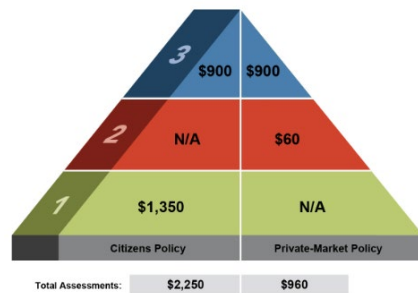 3 $900 $900
2 N/A $60
1 $1,350 N/A
Citizens Policy Private-Market Policy
Total Assessments: $2,250 $960